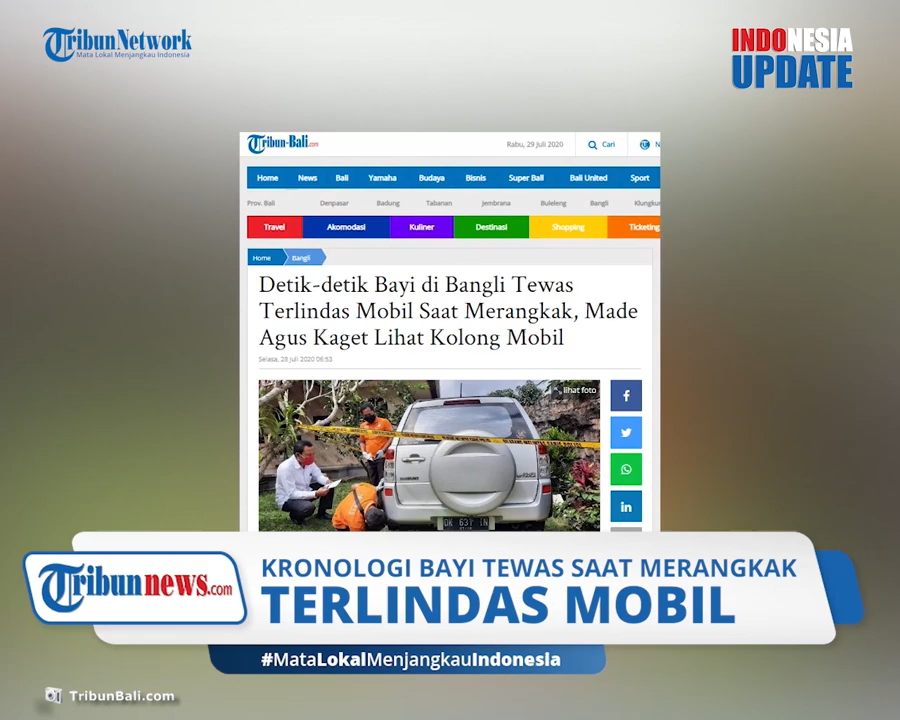 TribunNetwork
Mata Lokal Menjangkau Indonesia
INDONESIA
UPDATE
Tribun-Bali.com
Rabu, 29 Juli 2020
Cari
N
Home News Bali Yamaha Budaya Bisnis Super Ball Bali United Sport
Prov. Bali Denpasar Badung Tabanan Jembrana Buleleng Bangli Klungku
Travel Akomodasi Kuliner Destinasi Shopping Ticketing
Home Bangli
Detik-detik Bayi di Bangli Tewas
Terlindas Mobil Saat Merangkak, Made
Agus Kaget Lihat Kolong Mobil
Selasa, 28 Juli 2020 06:53
lihat foto
Tribunnews.com
KRONOLOGI BAYI TEWAS SAAT MERANGKAK
TERLINDAS MOBIL
#MataLokalMenjangkauIndonesia
TribunBali.com